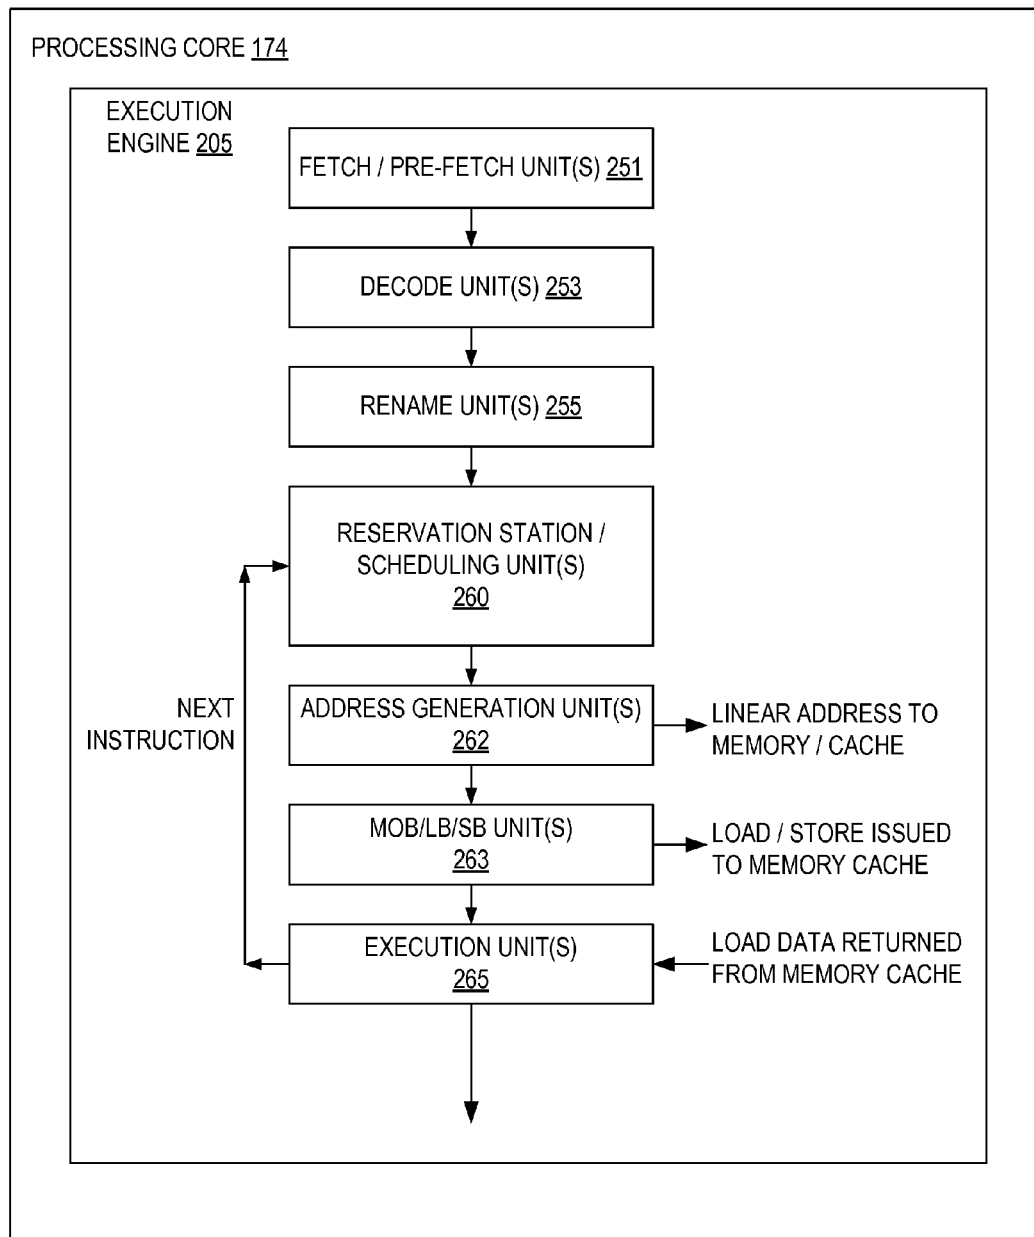 PROCESSING CORE 174
EXECUTION
ENGINE 205
FETCH / PRE-FETCH UNIT(S) 251
DECODE UNIT(S) 253
RENAME UNIT(S) 255
RESERVATION STATION /
SCHEDULING UNIT(S)
260
NEXT
INSTRUCTION
ADDRESS GENERATION UNIT(S)
262
LINEAR ADDRESS TO
MEMORY / CACHE
MOB/LB/SB UNIT(S)
263
LOAD / STORE ISSUED
TO MEMORY CACHE
EXECUTION UNIT(S)
265
LOAD DATA RETURNED
FROM MEMORY CACHE